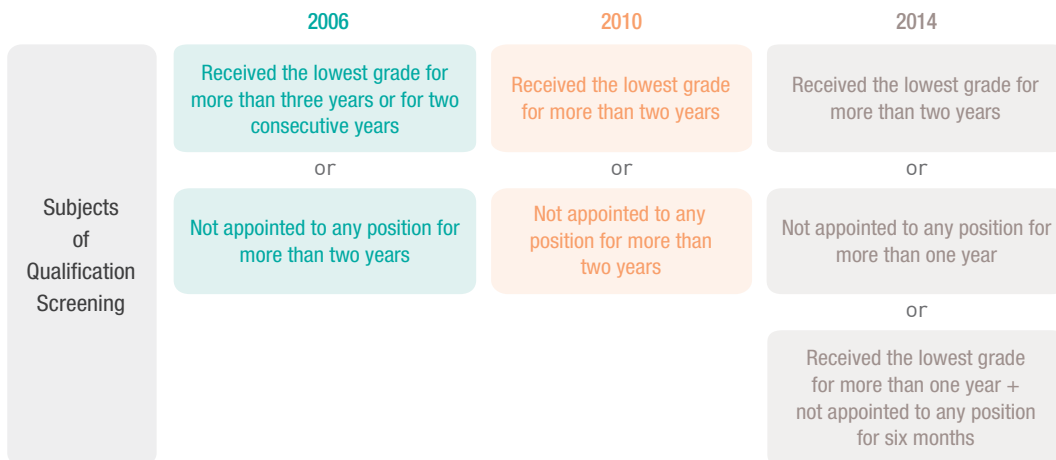 2006
2010
2014
Subjects
of
Qualification
Screening
Received the lowest grade for
more than three years or for two
consecutive years
or
Not appointed to any position for
more than two years
Received the lowest grade
for more than two years
or
Not appointed to any
position for more than
two years
Received the lowest grade for
more than two years
or
Not appointed to any position for
more than one year
or
Received the lowest grade
for more than one year +
not appointed to any position
for six months